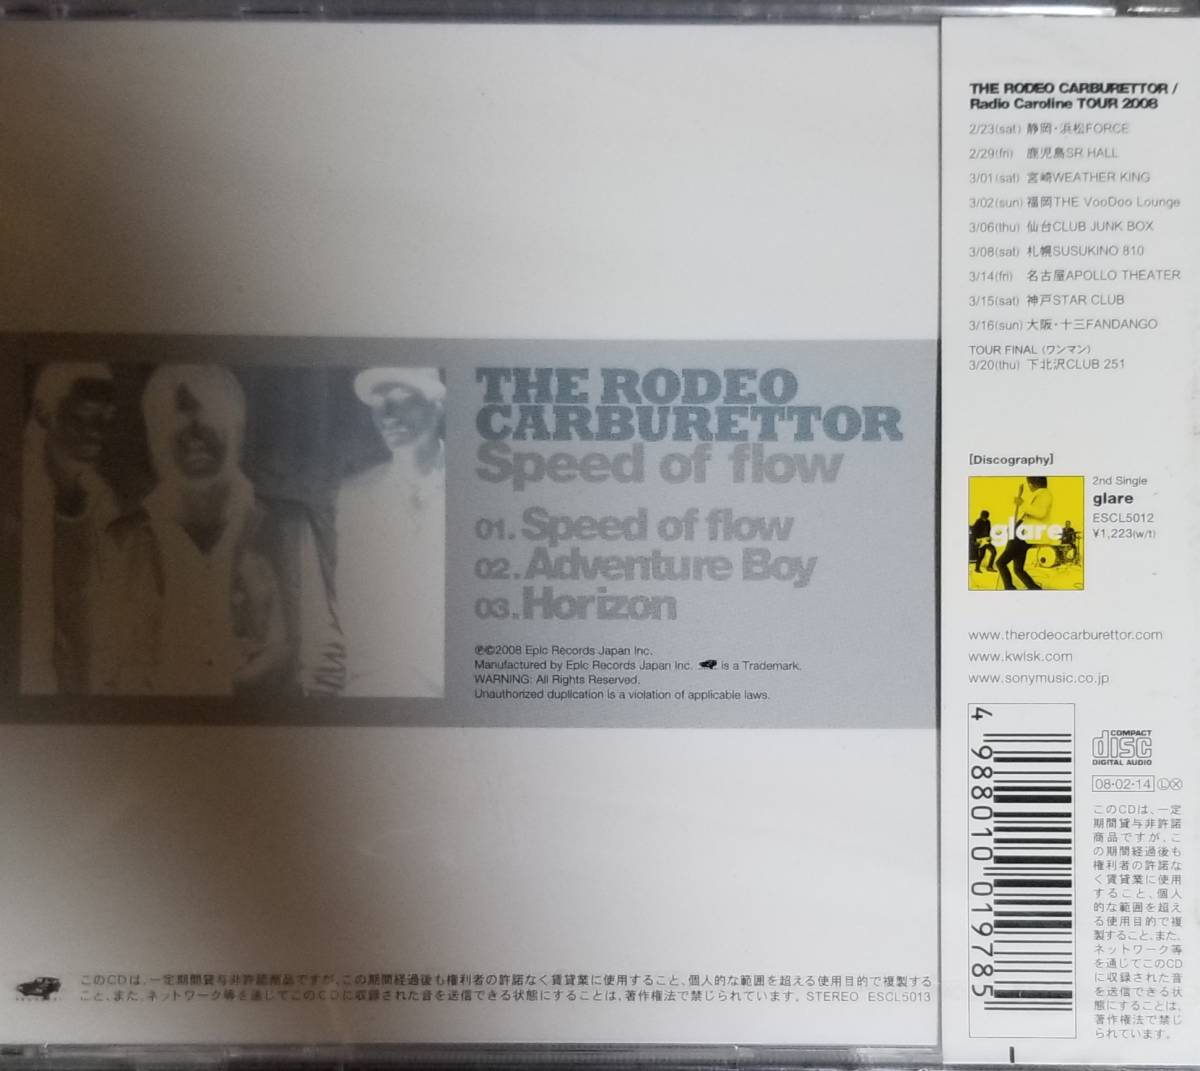 THE RODEO
CARBURETTOR
Speed of flow
01.Speed of flow
02.Adventure Boy
03.Horizon
℗©2008 Epic Records Japan Inc.
Manufactured by Epic Records Japan Inc. is a Trademark.
WARNING: All Rights Reserved.
Unauthorized duplication is a violation of applicable laws.
このCDは、一定期間貸与非許諾商品ですが、この期間経過後も権利者の許諾なく賃貸業に使用すること、個人的な範囲を超える使用目的で複製する
こと、また、ネットワーク等を通じてこのCDに収録された音を送信できる状態にすることは、著作権法で禁じられています。 STEREO ESCL5013
THE RODEO CARBURETTOR /
Radio Caroline TOUR 2008
2/23(sat) 静岡・浜松FORCE
2/29(fri) 鹿児島SR HALL
3/01(sat) 宮崎WEATHER KING
3/02(sun) 福岡THE VooDoo Lounge
3/06(thu) 仙台CLUB JUNK BOX
3/08(sat) 札幌SUSUKINO 810
3/14(fri) 名古屋APOLLO THEATER
3/15(sat) 神戸STAR CLUB
3/16(sun) 大阪・十三FANDANGO
TOUR FINAL (ワンマン)
3/20(thu) 下北沢CLUB 251
[Discography]
glare
2nd Single
glare
ESCL5012
¥1,223(w/t)
www.therodeocarburettor.com
www.kwlsk.com
www.sonymusic.co.jp
4 988010 019785
COMPACT
disc
DIGITAL AUDIO
08・02・14 Ⓛⓧ
このCDは、一定
期間貸与非許諾
商品ですが、こ
の期間経過後も
権利者の許諾な
く賃貸業に使用
すること、個人
的な範囲を超え
る使用目的で複
製すること、また、
ネットワーク等
を通じてこのCD
に収録された音
を送信できる状
態にすることは、
著作権法で禁じ
られています。